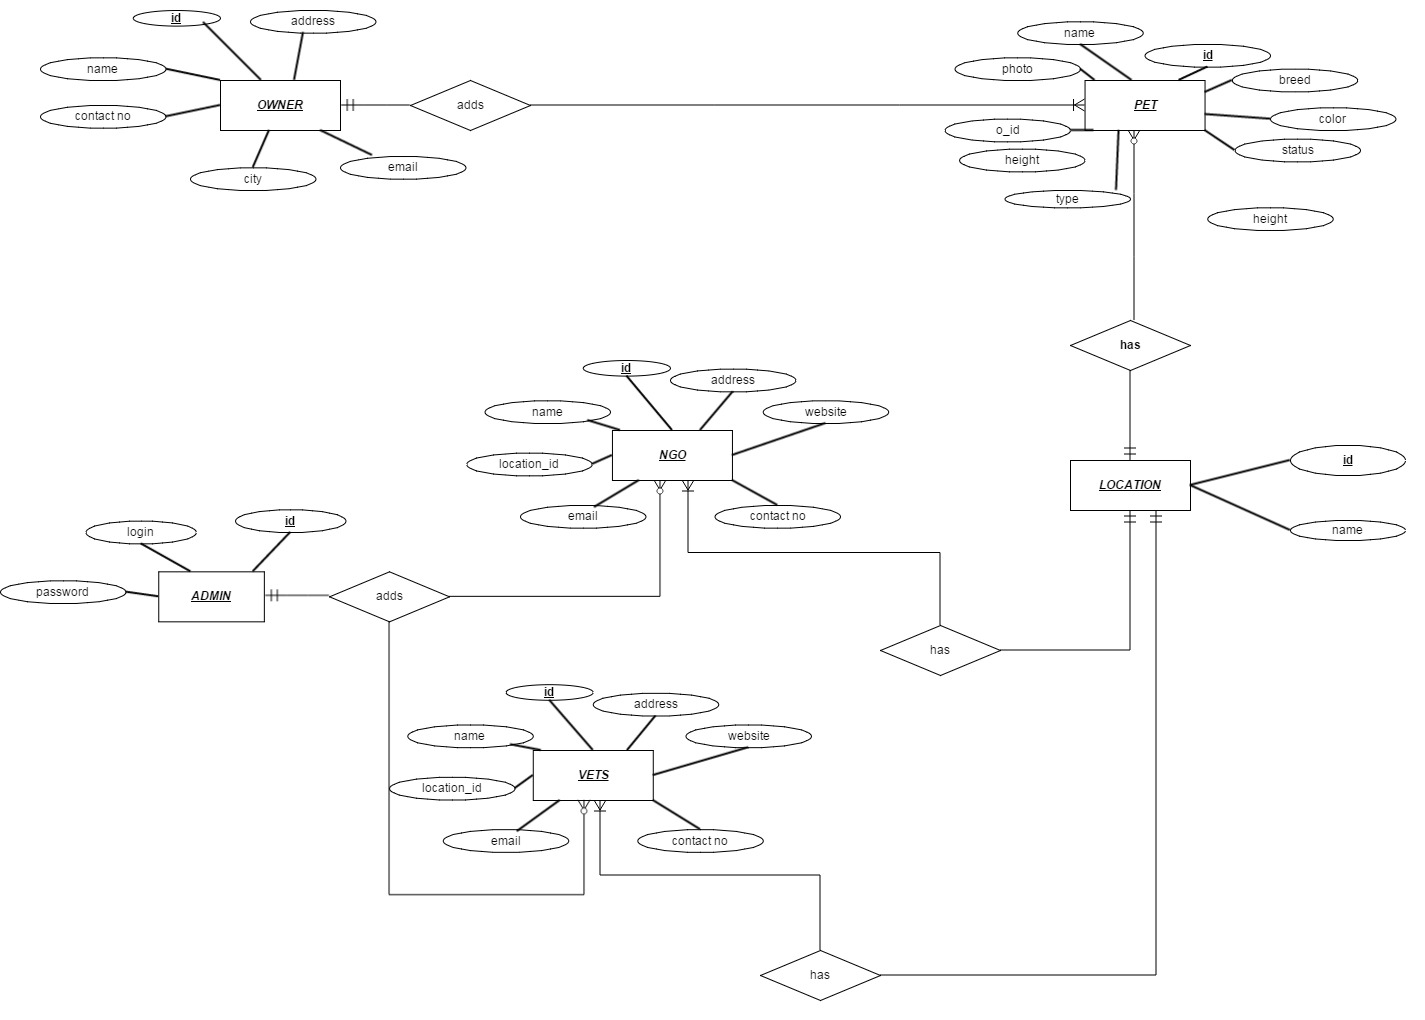 id
address
name
OWNER
contact no
city
email
adds
name
id
photo
breed
PET
color
o_id
status
height
type
height
has
id
address
name
website
NGO
location_id
email
contact no
LOCATION
id
name
login
id
password
ADMIN
adds
has
id
address
name
website
VETS
location_id
email
contact no
has